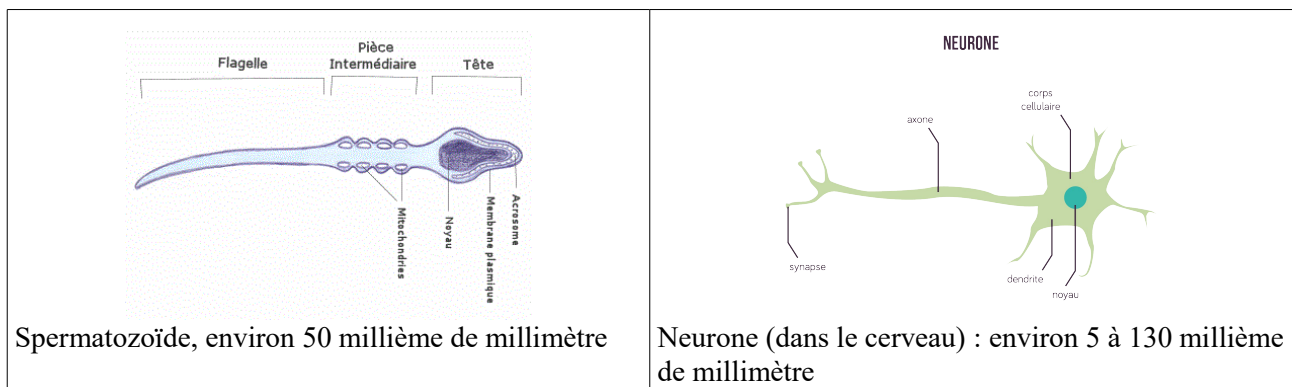 Pièce
Intermédiaire
Flagelle
Tête
Mitochondries
Noyau
Membrane plasmique
Acrosome
Spermatozoïde, environ 50 millième de millimètre
NEURONE
corps
cellulaire
axone
synapse
dendrite
noyau
Neurone (dans le cerveau) : environ 5 à 130 millième
de millimètre